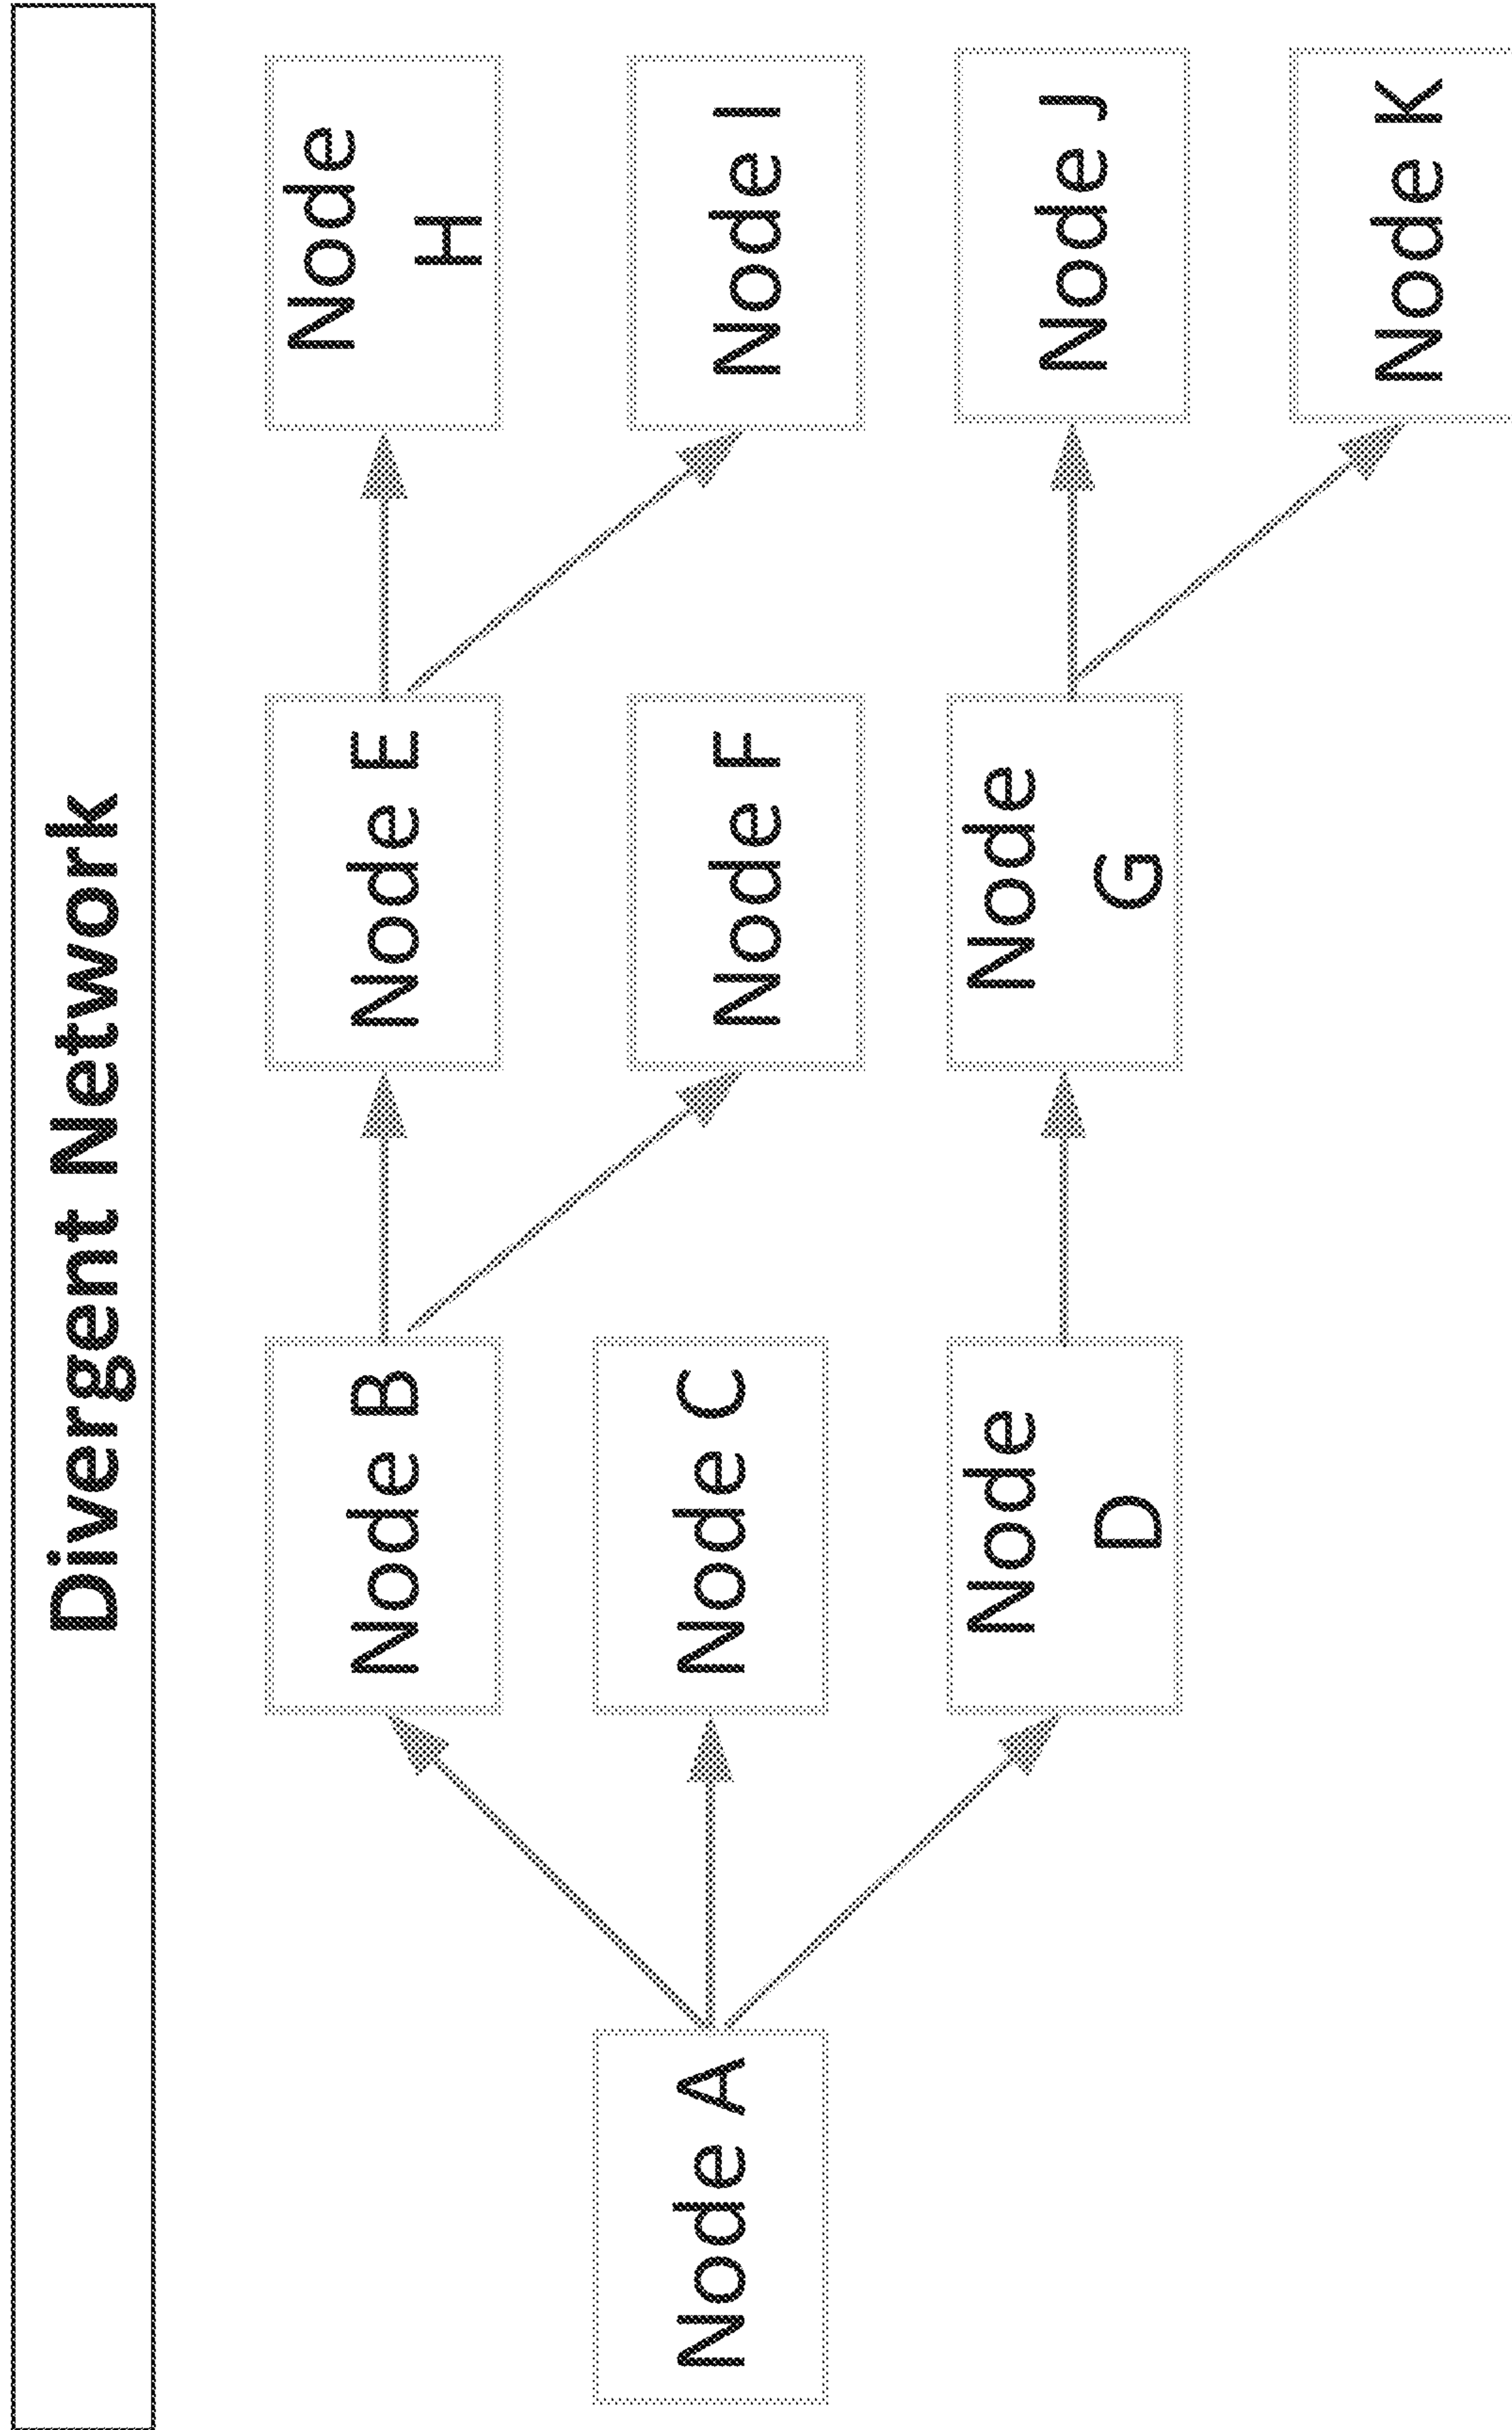 Divergent Network
Node A
Node B
Node C
Node
D
Node E
Node F
Node
G
Node
H
Node I
Node J
Node K